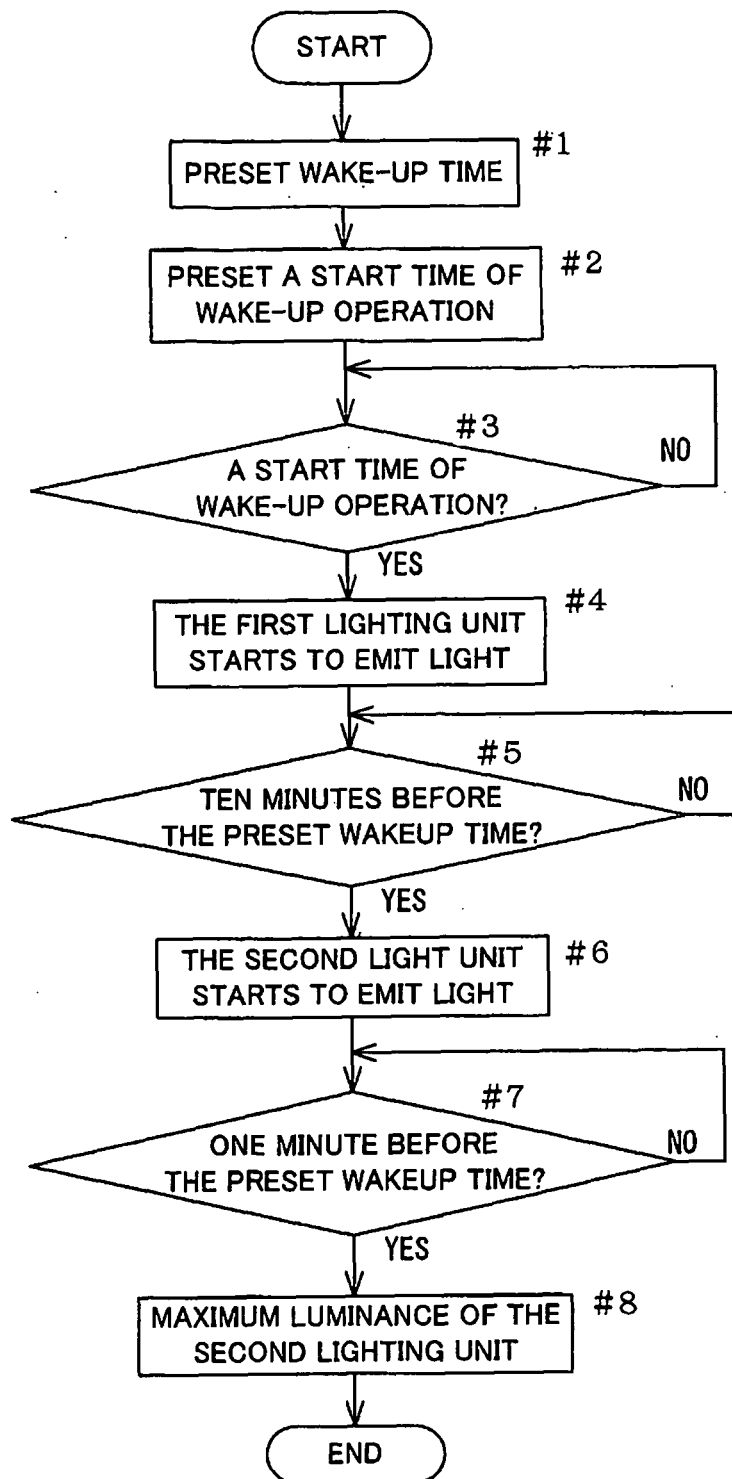 START
#1
PRESET WAKE-UP TIME
#2
PRESET A START TIME OF
WAKE-UP OPERATION
#3
NO
A START TIME OF
WAKE-UP OPERATION?
YES
#4
THE FIRST LIGHTING UNIT
STARTS TO EMIT LIGHT
#5
NO
TEN MINUTES BEFORE
THE PRESET WAKEUP TIME?
YES
#6
THE SECOND LIGHT UNIT
STARTS TO EMIT LIGHT
#7
NO
ONE MINUTE BEFORE
THE PRESET WAKEUP TIME?
YES
#8
MAXIMUM LUMINANCE OF THE
SECOND LIGHTING UNIT
END